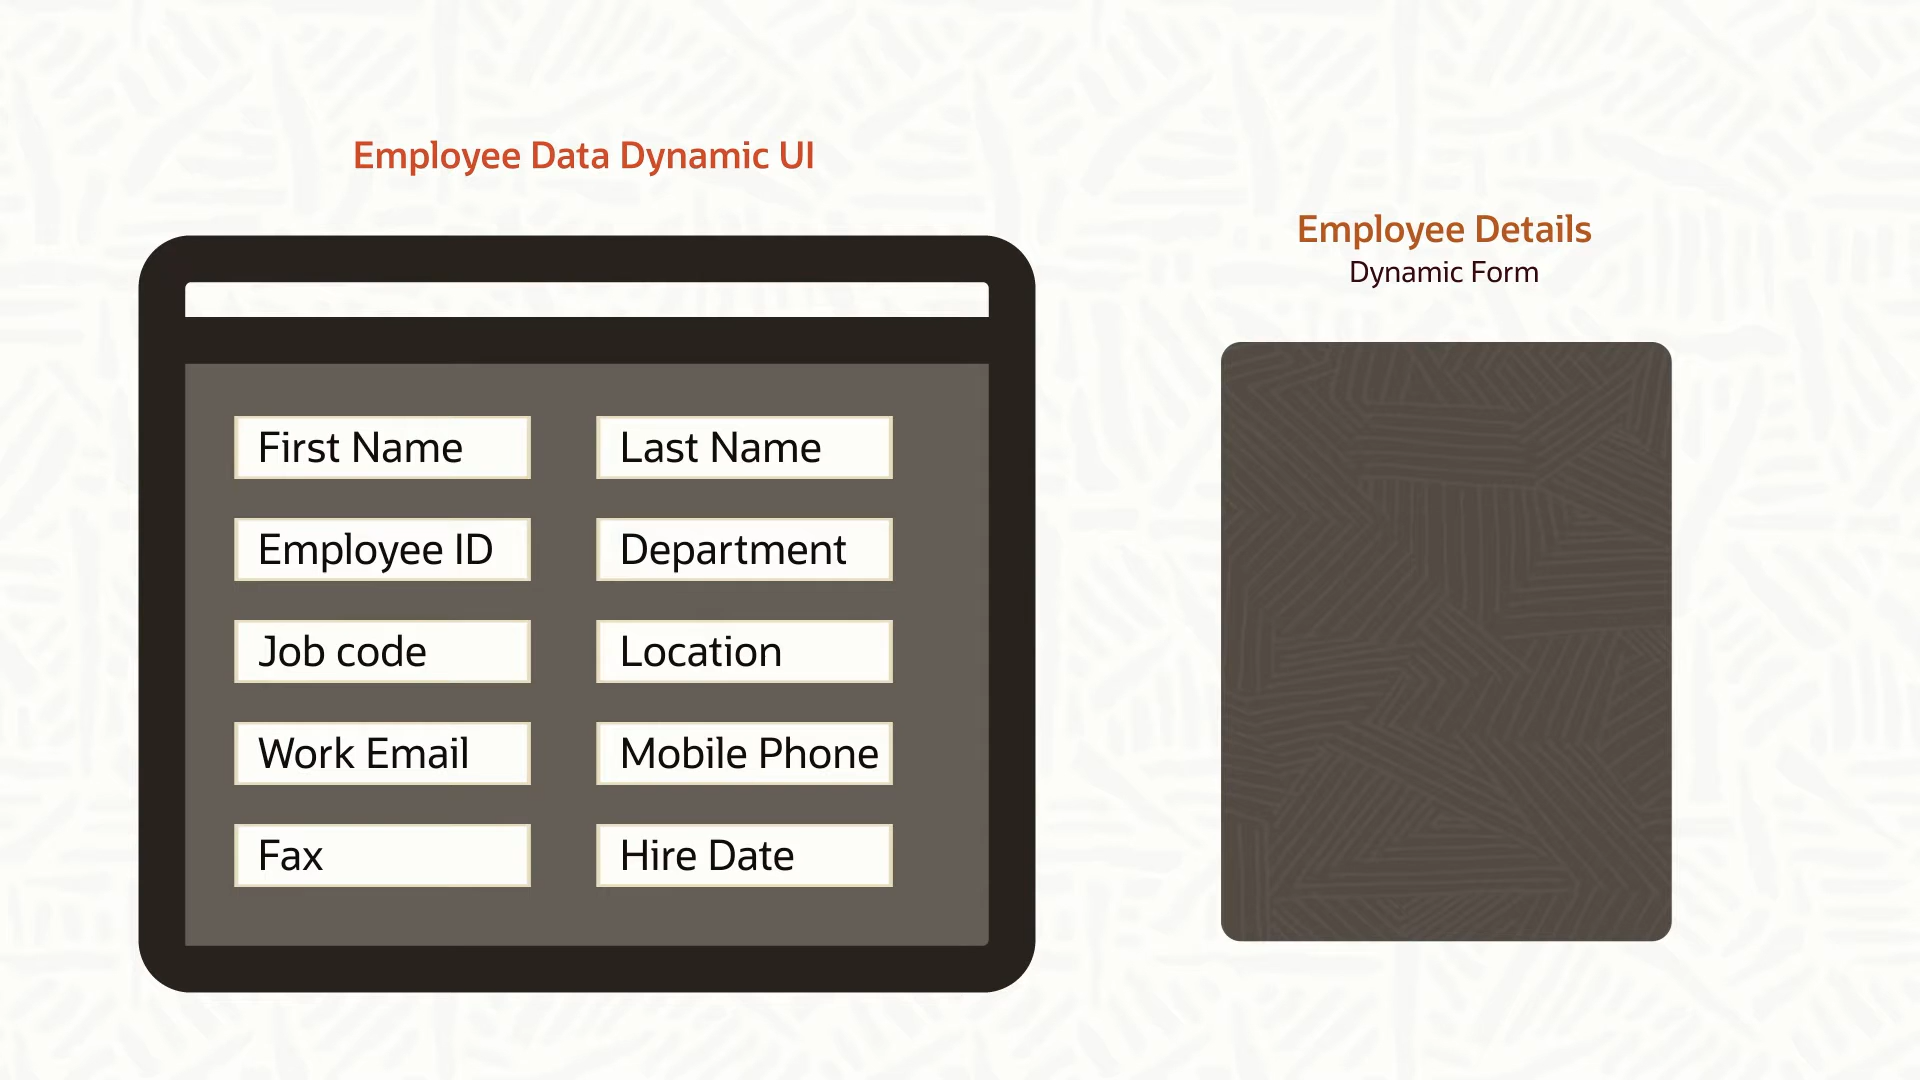 Employee Data Dynamic UI
First Name
Last Name
Employee ID
Department
Job code
Location
Work Email
Mobile Phone
Fax
Hire Date
Employee Details
Dynamic Form